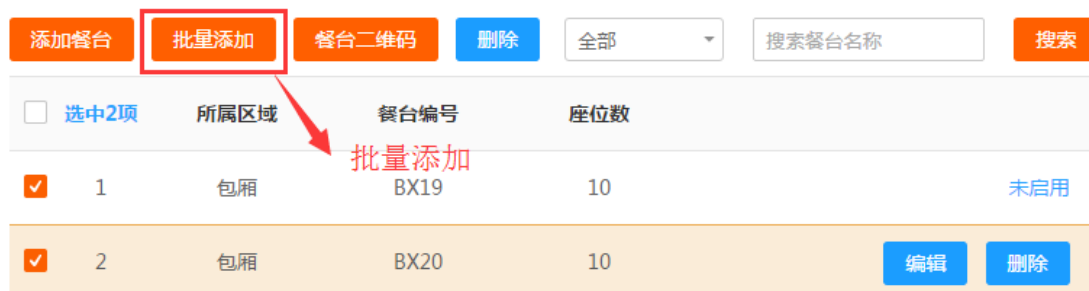 添加餐台 批量添加 餐台二维码 删除 全部 搜索餐台名称 搜索
选中2项 所属区域 餐台编号 座位数
批量添加
1 包厢 BX19 10 未启用
2 包厢 BX20 10 编辑 删除